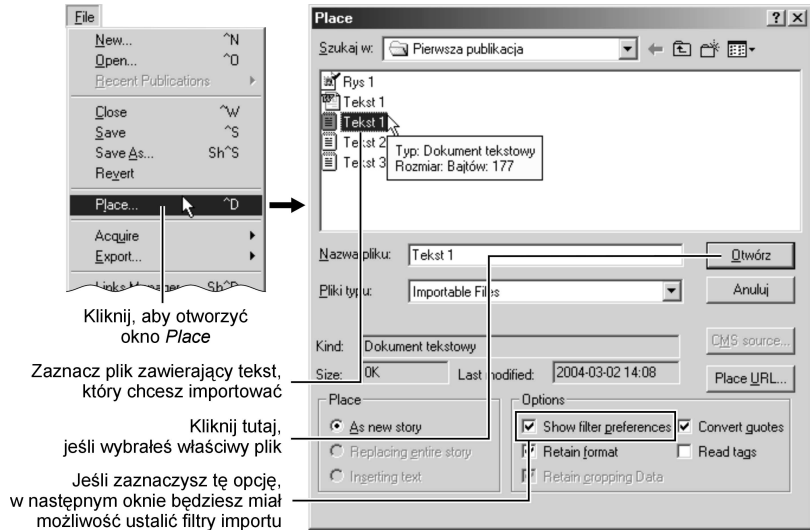 File
New... ^N
Open... ^O
Recent Publications
Close ^W
Save ^S
Save As... Sh^S
Revert
Place... ^D
Acquire
Export...
Links Manager Sh^D
Kliknij, aby otworzyć
okno Place
Zaznacz plik zawierający tekst,
który chcesz importować
Kliknij tutaj,
jeśli wybrałeś właściwy plik
Jeśli zaznaczysz tę opcję,
w następnym oknie będziesz miał
możliwość ustalić filtry importu
Place
Szukaj w: Pierwsza publikacja
Rys 1
Tekst 1
Tekst 1
Tekst 2
Tekst 3
Typ: Dokument tekstowy
Rozmiar: Bajtów: 177
Nazwa pliku: Tekst 1 Otwórz
Pliki typu: Importable Files Anuluj
Kind: Dokument tekstowy CMS source...
Size: 0K Last modified: 2004-03-02 14:08 Place URL...
Place
As new story
Replacing entire story
Inserting text
Options
Show filter preferences Convert quotes
Retain format Read tags
Retain cropping Data